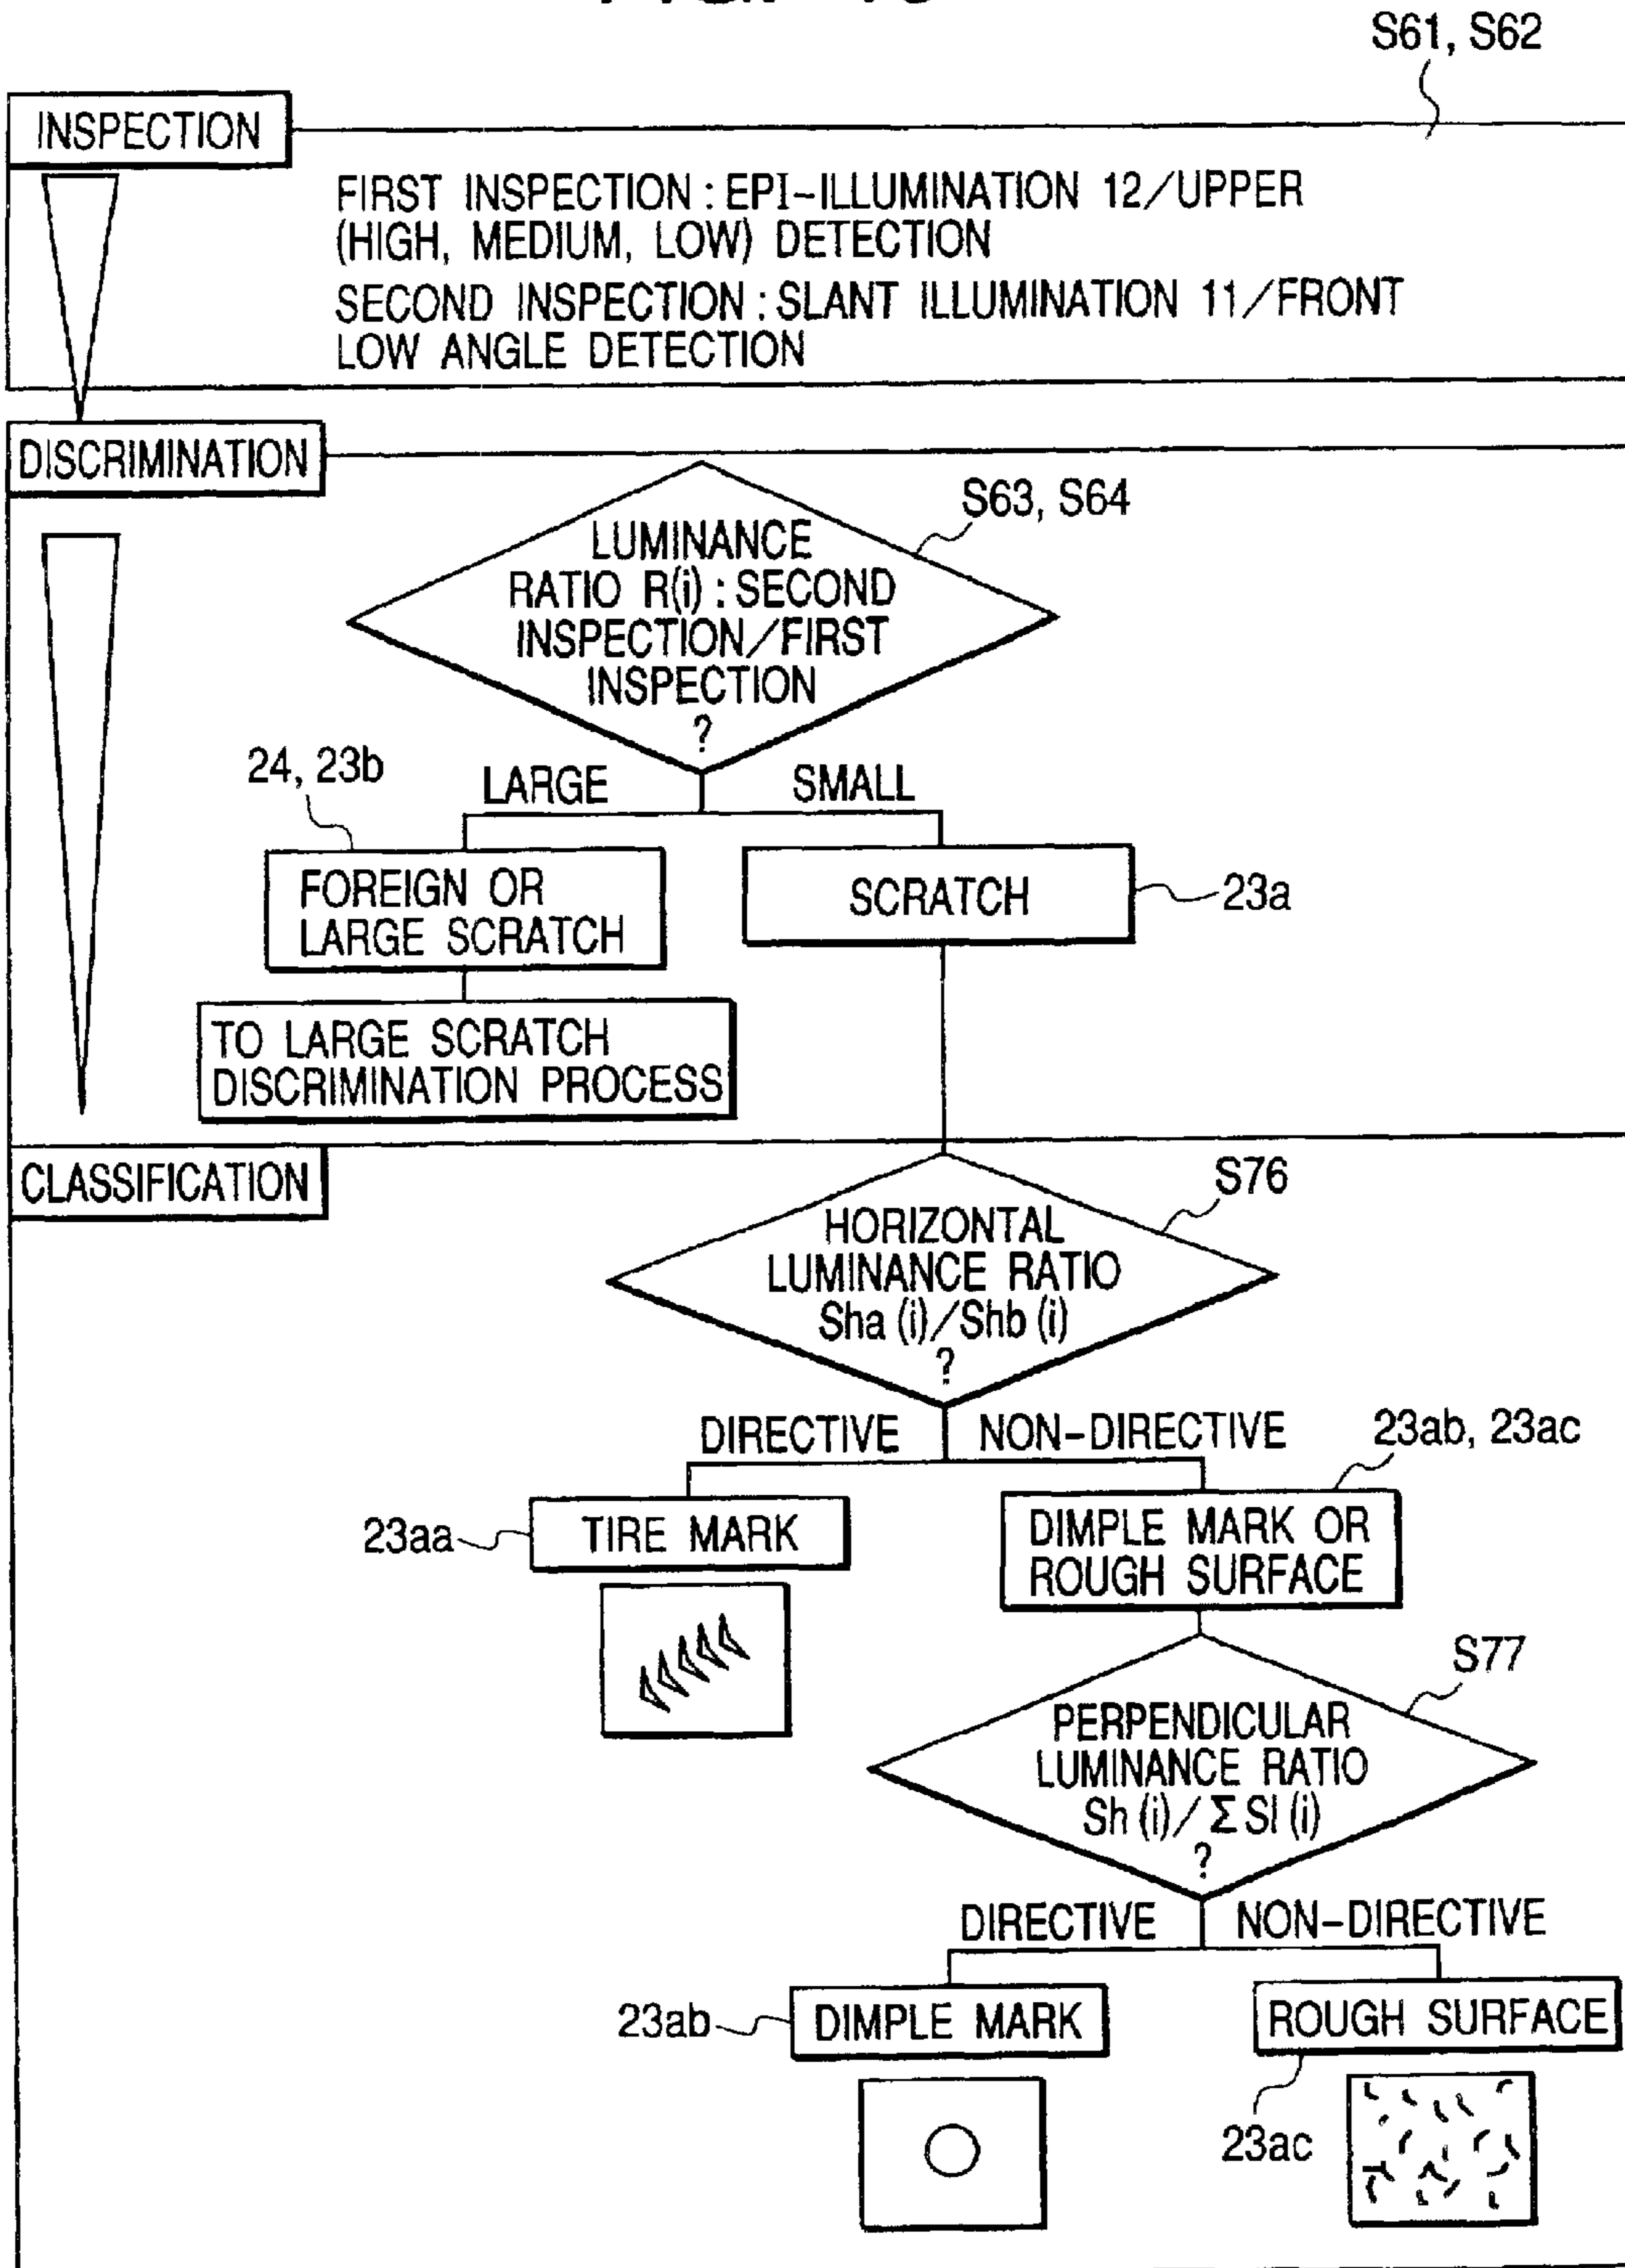 S61, S62
INSPECTION
FIRST INSPECTION : EPI-ILLUMINATION 12/UPPER
(HIGH, MEDIUM, LOW) DETECTION
SECOND INSPECTION : SLANT ILLUMINATION 11/FRONT
LOW ANGLE DETECTION
DISCRIMINATION
S63, S64
LUMINANCE
RATIO R(i) : SECOND
INSPECTION/FIRST
INSPECTION
?
24, 23b
LARGE
SMALL
FOREIGN OR
LARGE SCRATCH
SCRATCH
23a
TO LARGE SCRATCH
DISCRIMINATION PROCESS
CLASSIFICATION
S76
HORIZONTAL
LUMINANCE RATIO
Sha (i)/Shb (i)
?
DIRECTIVE
NON-DIRECTIVE
23ab, 23ac
23aa
TIRE MARK
DIMPLE MARK OR
ROUGH SURFACE
S77
PERPENDICULAR
LUMINANCE RATIO
Sh (i)/Σ Sl (i)
?
DIRECTIVE
NON-DIRECTIVE
23ab
DIMPLE MARK
ROUGH SURFACE
23ac